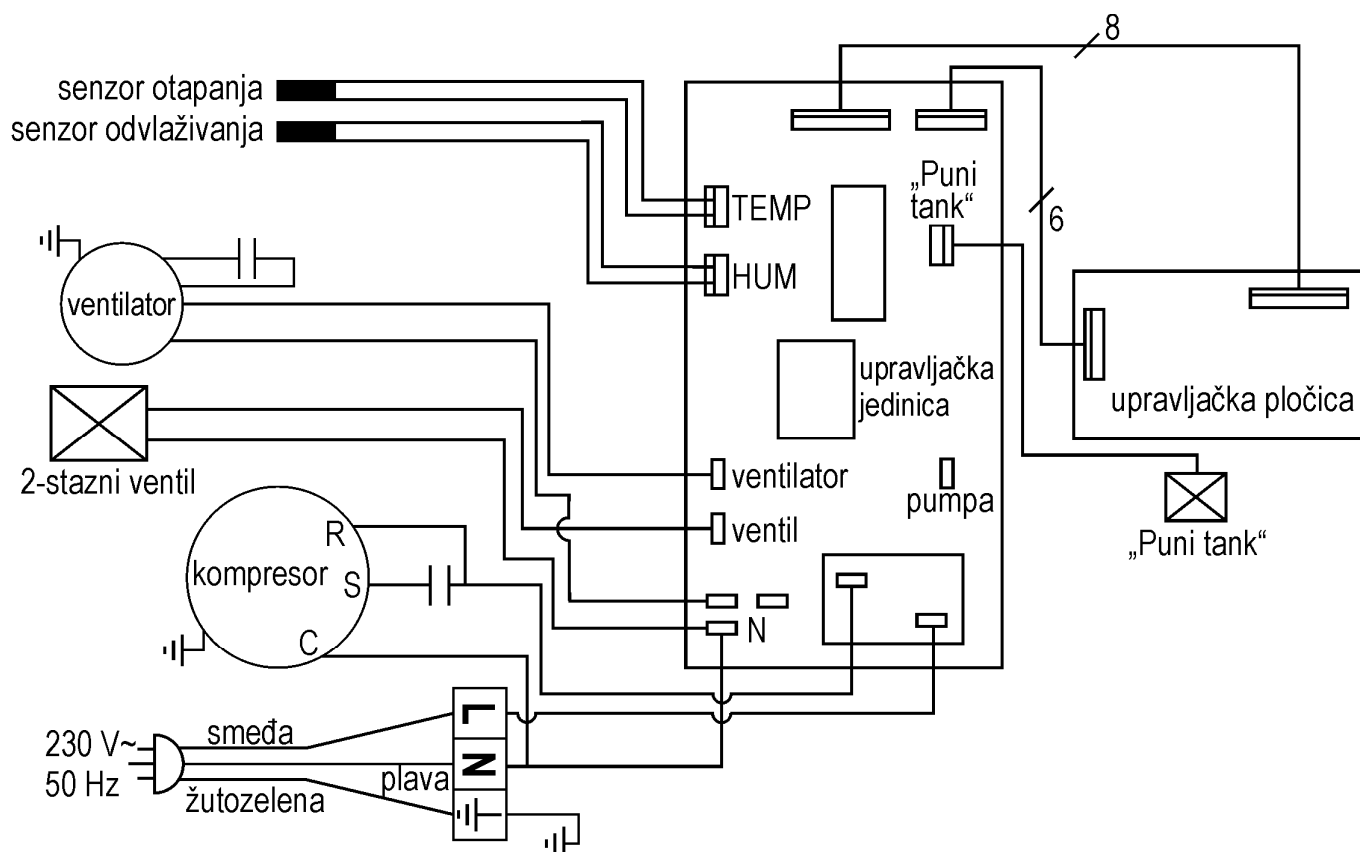 8
senzor otapanja
senzor odvlaživanja
„Puni
tank“
TEMP
6
HUM
ventilator
upravljačka
jedinica
upravljačka pločica
2-stazni ventil
ventilator
pumpa
ventil
„Puni tank“
R
kompresor
S
N
C
L
smeđa
230 V~
N
plava
50 Hz
žutozelena